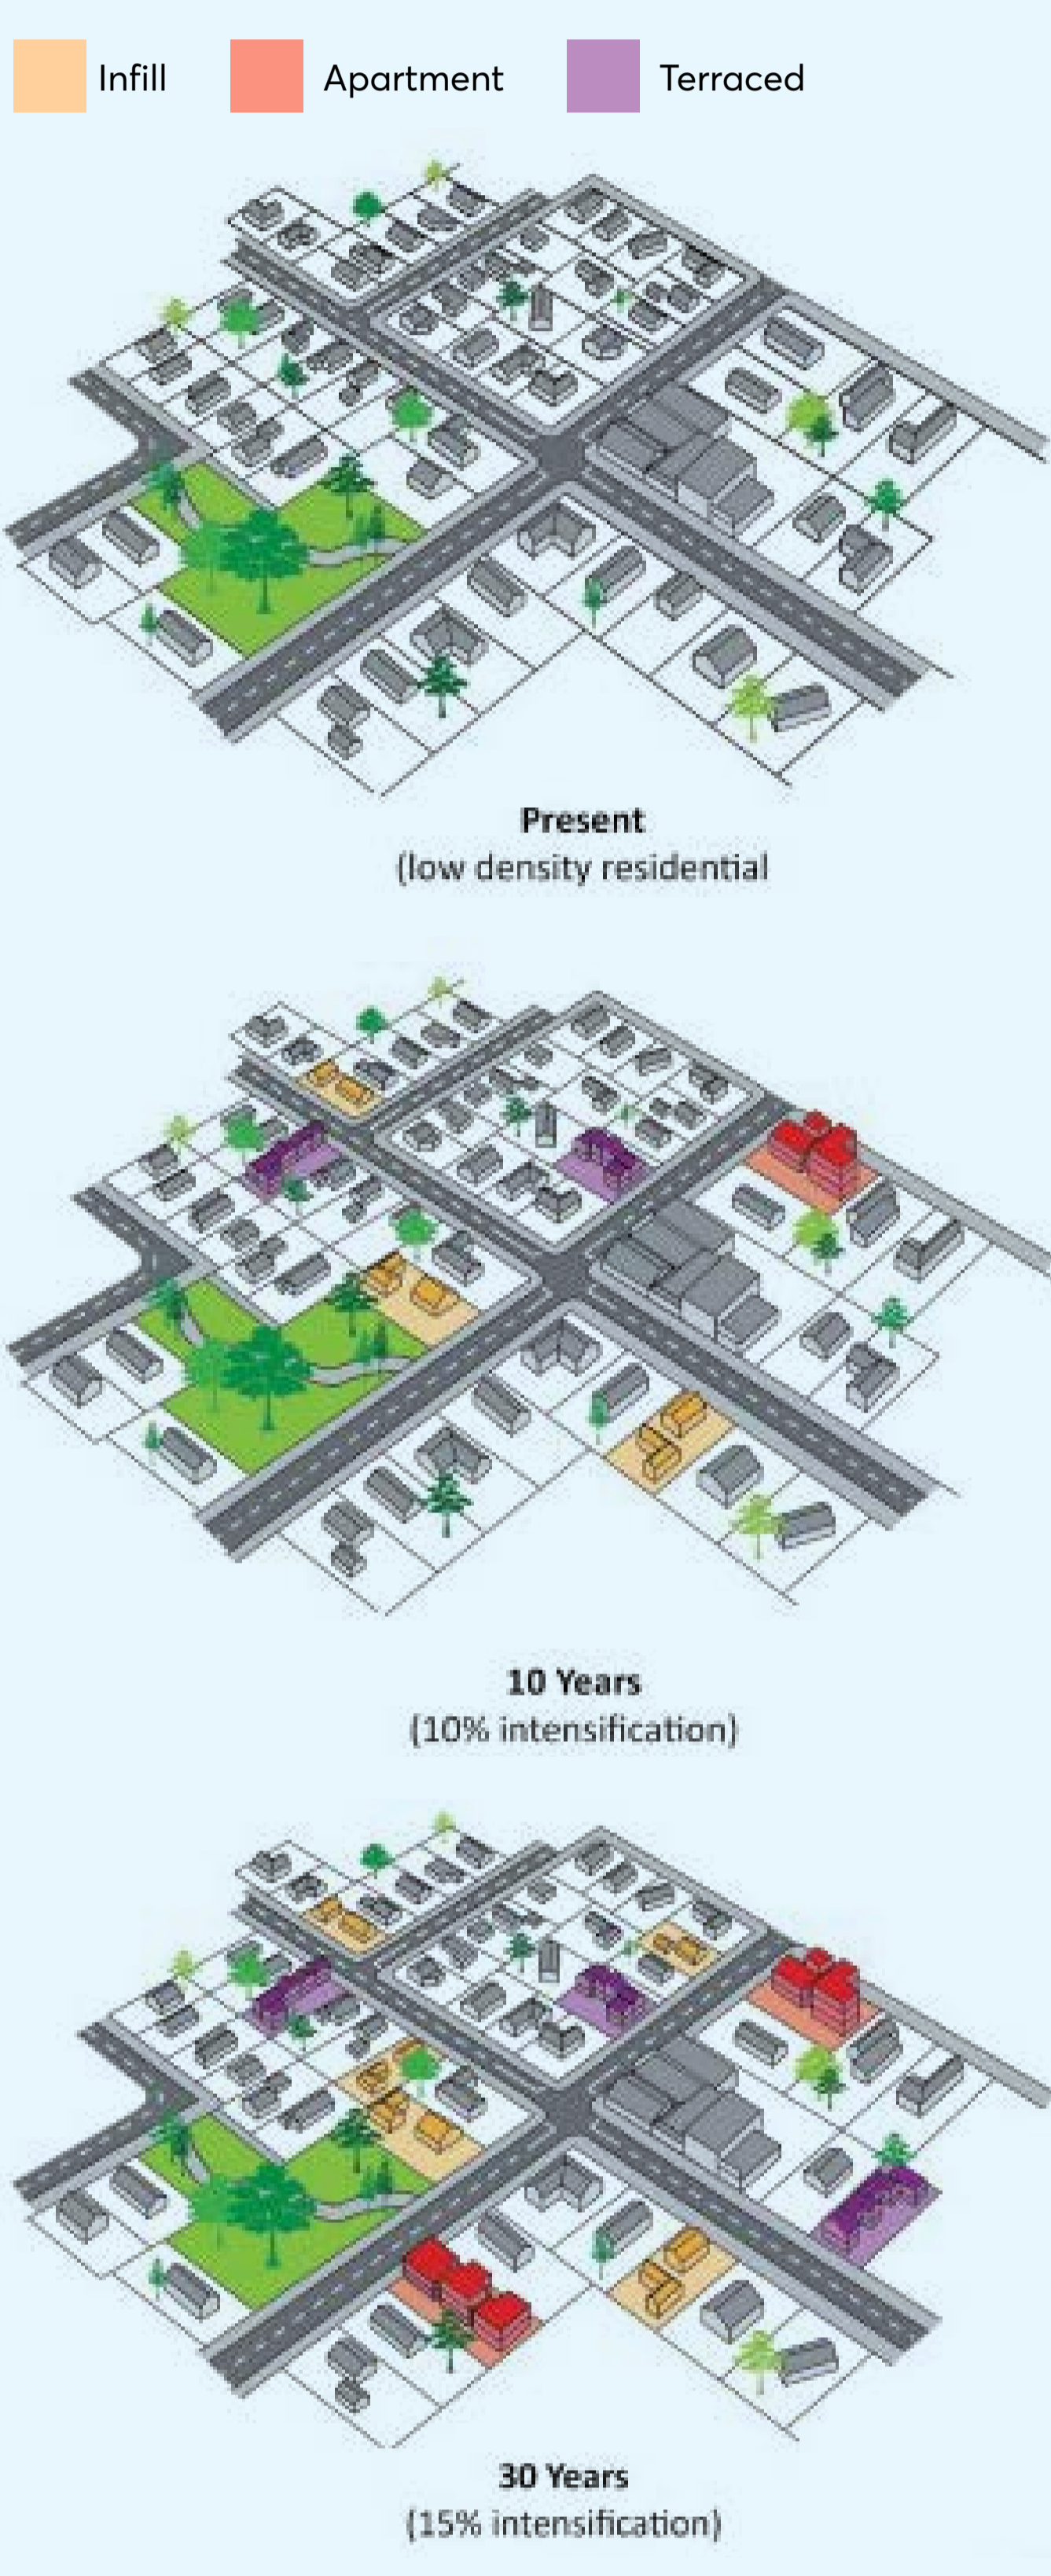 Infill Apartment Terraced
Present
(low density residential
10 Years
(10% intensification)
30 Years
(15% intensification)